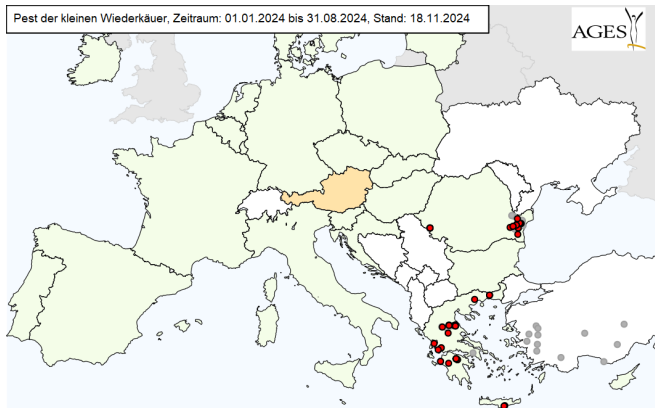 Pest der kleinen Wiederkäuer, Zeitraum: 01.01.2024 bis 31.08.2024, Stand: 18.11.2024
AGES